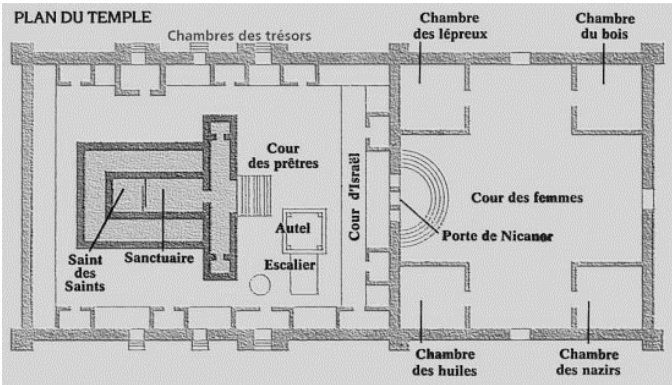 PLAN DU TEMPLE
Chambres des trésors
Chambre
des lépreux
Chambre
du bois
Cour
des prêtres
Cour d'Israël
Cour des femmes
Autel
Porte de Nicanor
Saint
des
Saints
Sanctuaire
Escalier
Chambre
des huiles
Chambre
des nazirs